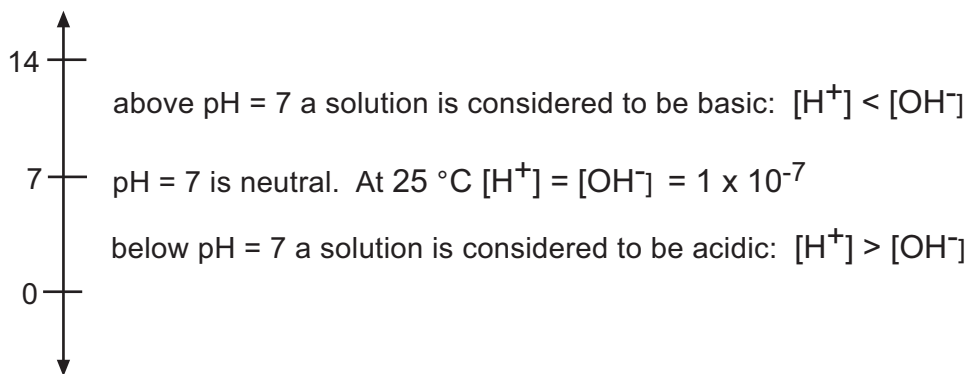 14
above pH = 7 a solution is considered to be basic: [H⁺] < [OH⁻]
7
pH = 7 is neutral. At 25 °C [H⁺] = [OH⁻] = 1 x 10⁻⁷
below pH = 7 a solution is considered to be acidic: [H⁺] > [OH⁻]
0